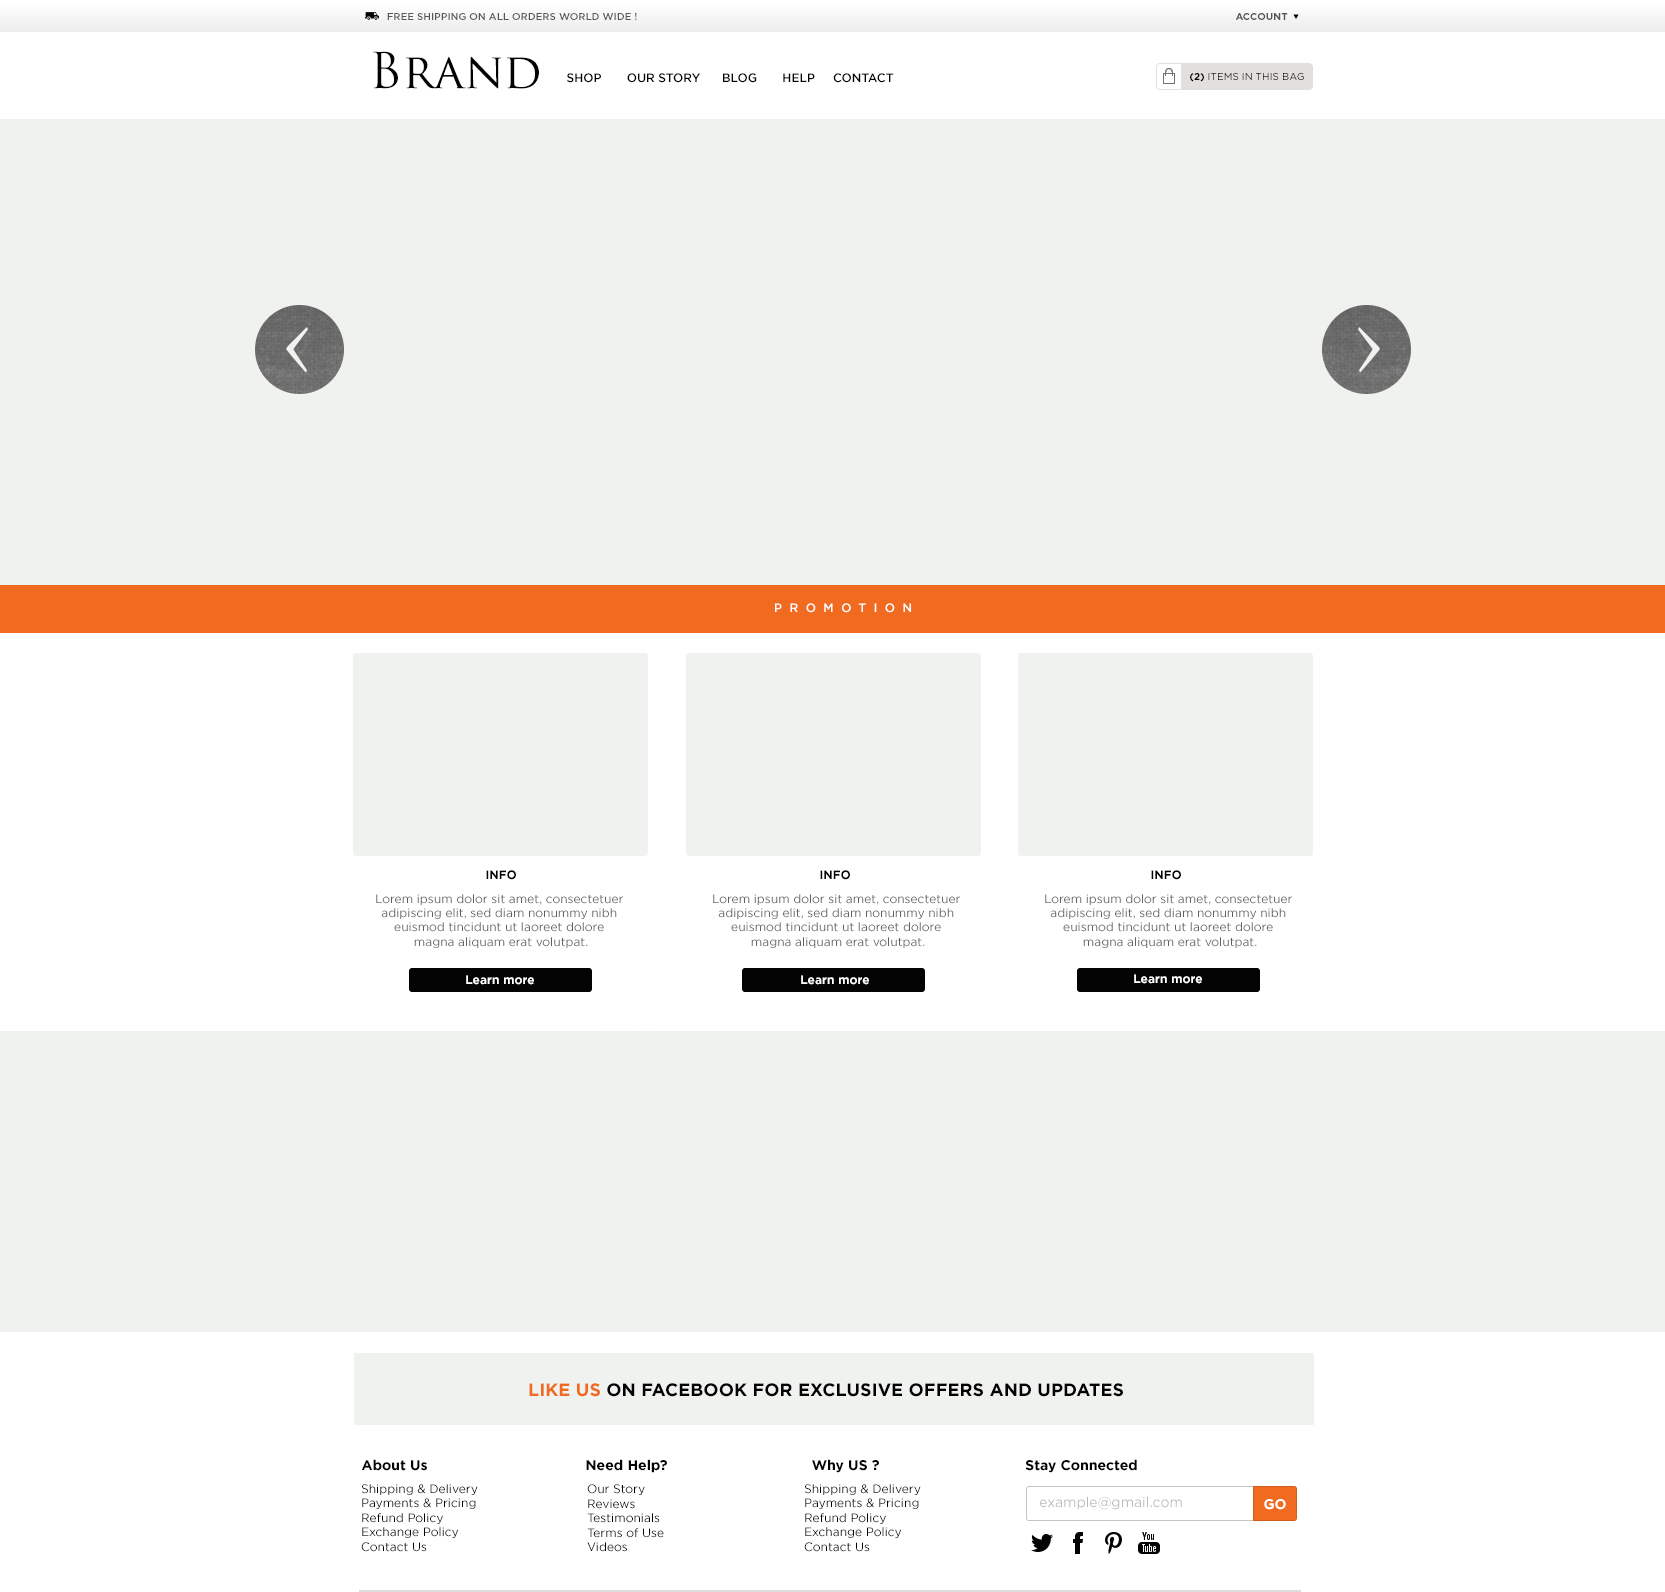 FREE SHIPPING ON ALL ORDERS WORLD WIDE !
ACCOUNT ▼
BRAND
SHOP OUR STORY BLOG HELP CONTACT
(2) ITEMS IN THIS BAG
PROMOTION
INFO
Lorem ipsum dolor sit amet, consectetuer
adipiscing elit, sed diam nonummy nibh
euismod tincidunt ut laoreet dolore
magna aliquam erat volutpat.
Learn more
INFO
Lorem ipsum dolor sit amet, consectetuer
adipiscing elit, sed diam nonummy nibh
euismod tincidunt ut laoreet dolore
magna aliquam erat volutpat.
Learn more
INFO
Lorem ipsum dolor sit amet, consectetuer
adipiscing elit, sed diam nonummy nibh
euismod tincidunt ut laoreet dolore
magna aliquam erat volutpat.
Learn more
LIKE US ON FACEBOOK FOR EXCLUSIVE OFFERS AND UPDATES
About Us
Shipping & Delivery
Payments & Pricing
Refund Policy
Exchange Policy
Contact Us
Need Help?
Our Story
Reviews
Testimonials
Terms of Use
Videos
Why US ?
Shipping & Delivery
Payments & Pricing
Refund Policy
Exchange Policy
Contact Us
Stay Connected
example@gmail.com
GO
You
Tube